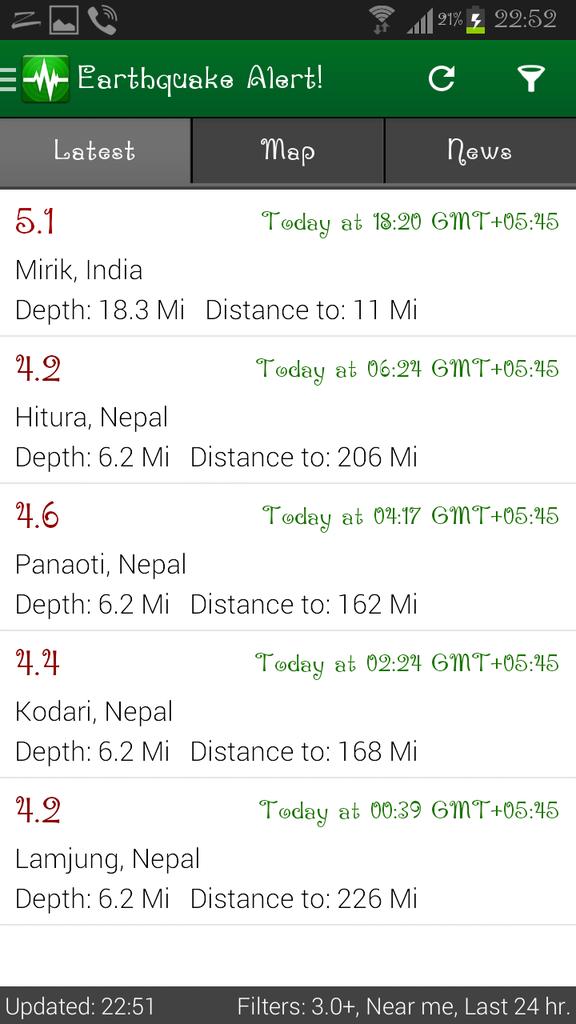 21% 22:52
Earthquake Alert!
Latest Map News
5.1 Today at 18:20 GMT+05:45
Mirik, India
Depth: 18.3 Mi Distance to: 11 Mi
4.2 Today at 06:24 GMT+05:45
Hitura, Nepal
Depth: 6.2 Mi Distance to: 206 Mi
4.6 Today at 04:17 GMT+05:45
Panaoti, Nepal
Depth: 6.2 Mi Distance to: 162 Mi
4.4 Today at 02:24 GMT+05:45
Kodari, Nepal
Depth: 6.2 Mi Distance to: 168 Mi
4.2 Today at 00:39 GMT+05:45
Lamjung, Nepal
Depth: 6.2 Mi Distance to: 226 Mi
Updated: 22:51 Filters: 3.0+, Near me, Last 24 hr.